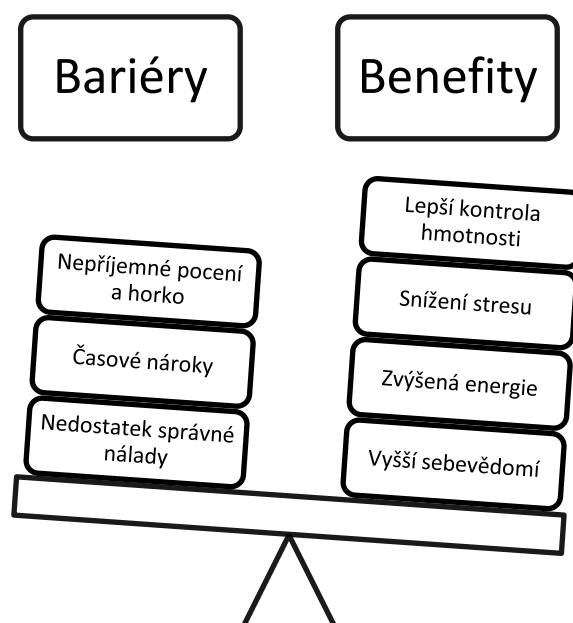 Bariéry
Benefity
Nepříjemné pocení
a horko
Časové nároky
Nedostatek správné
nálady
Lepší kontrola
hmotnosti
Snížení stresu
Zvýšená energie
Vyšší sebevědomí